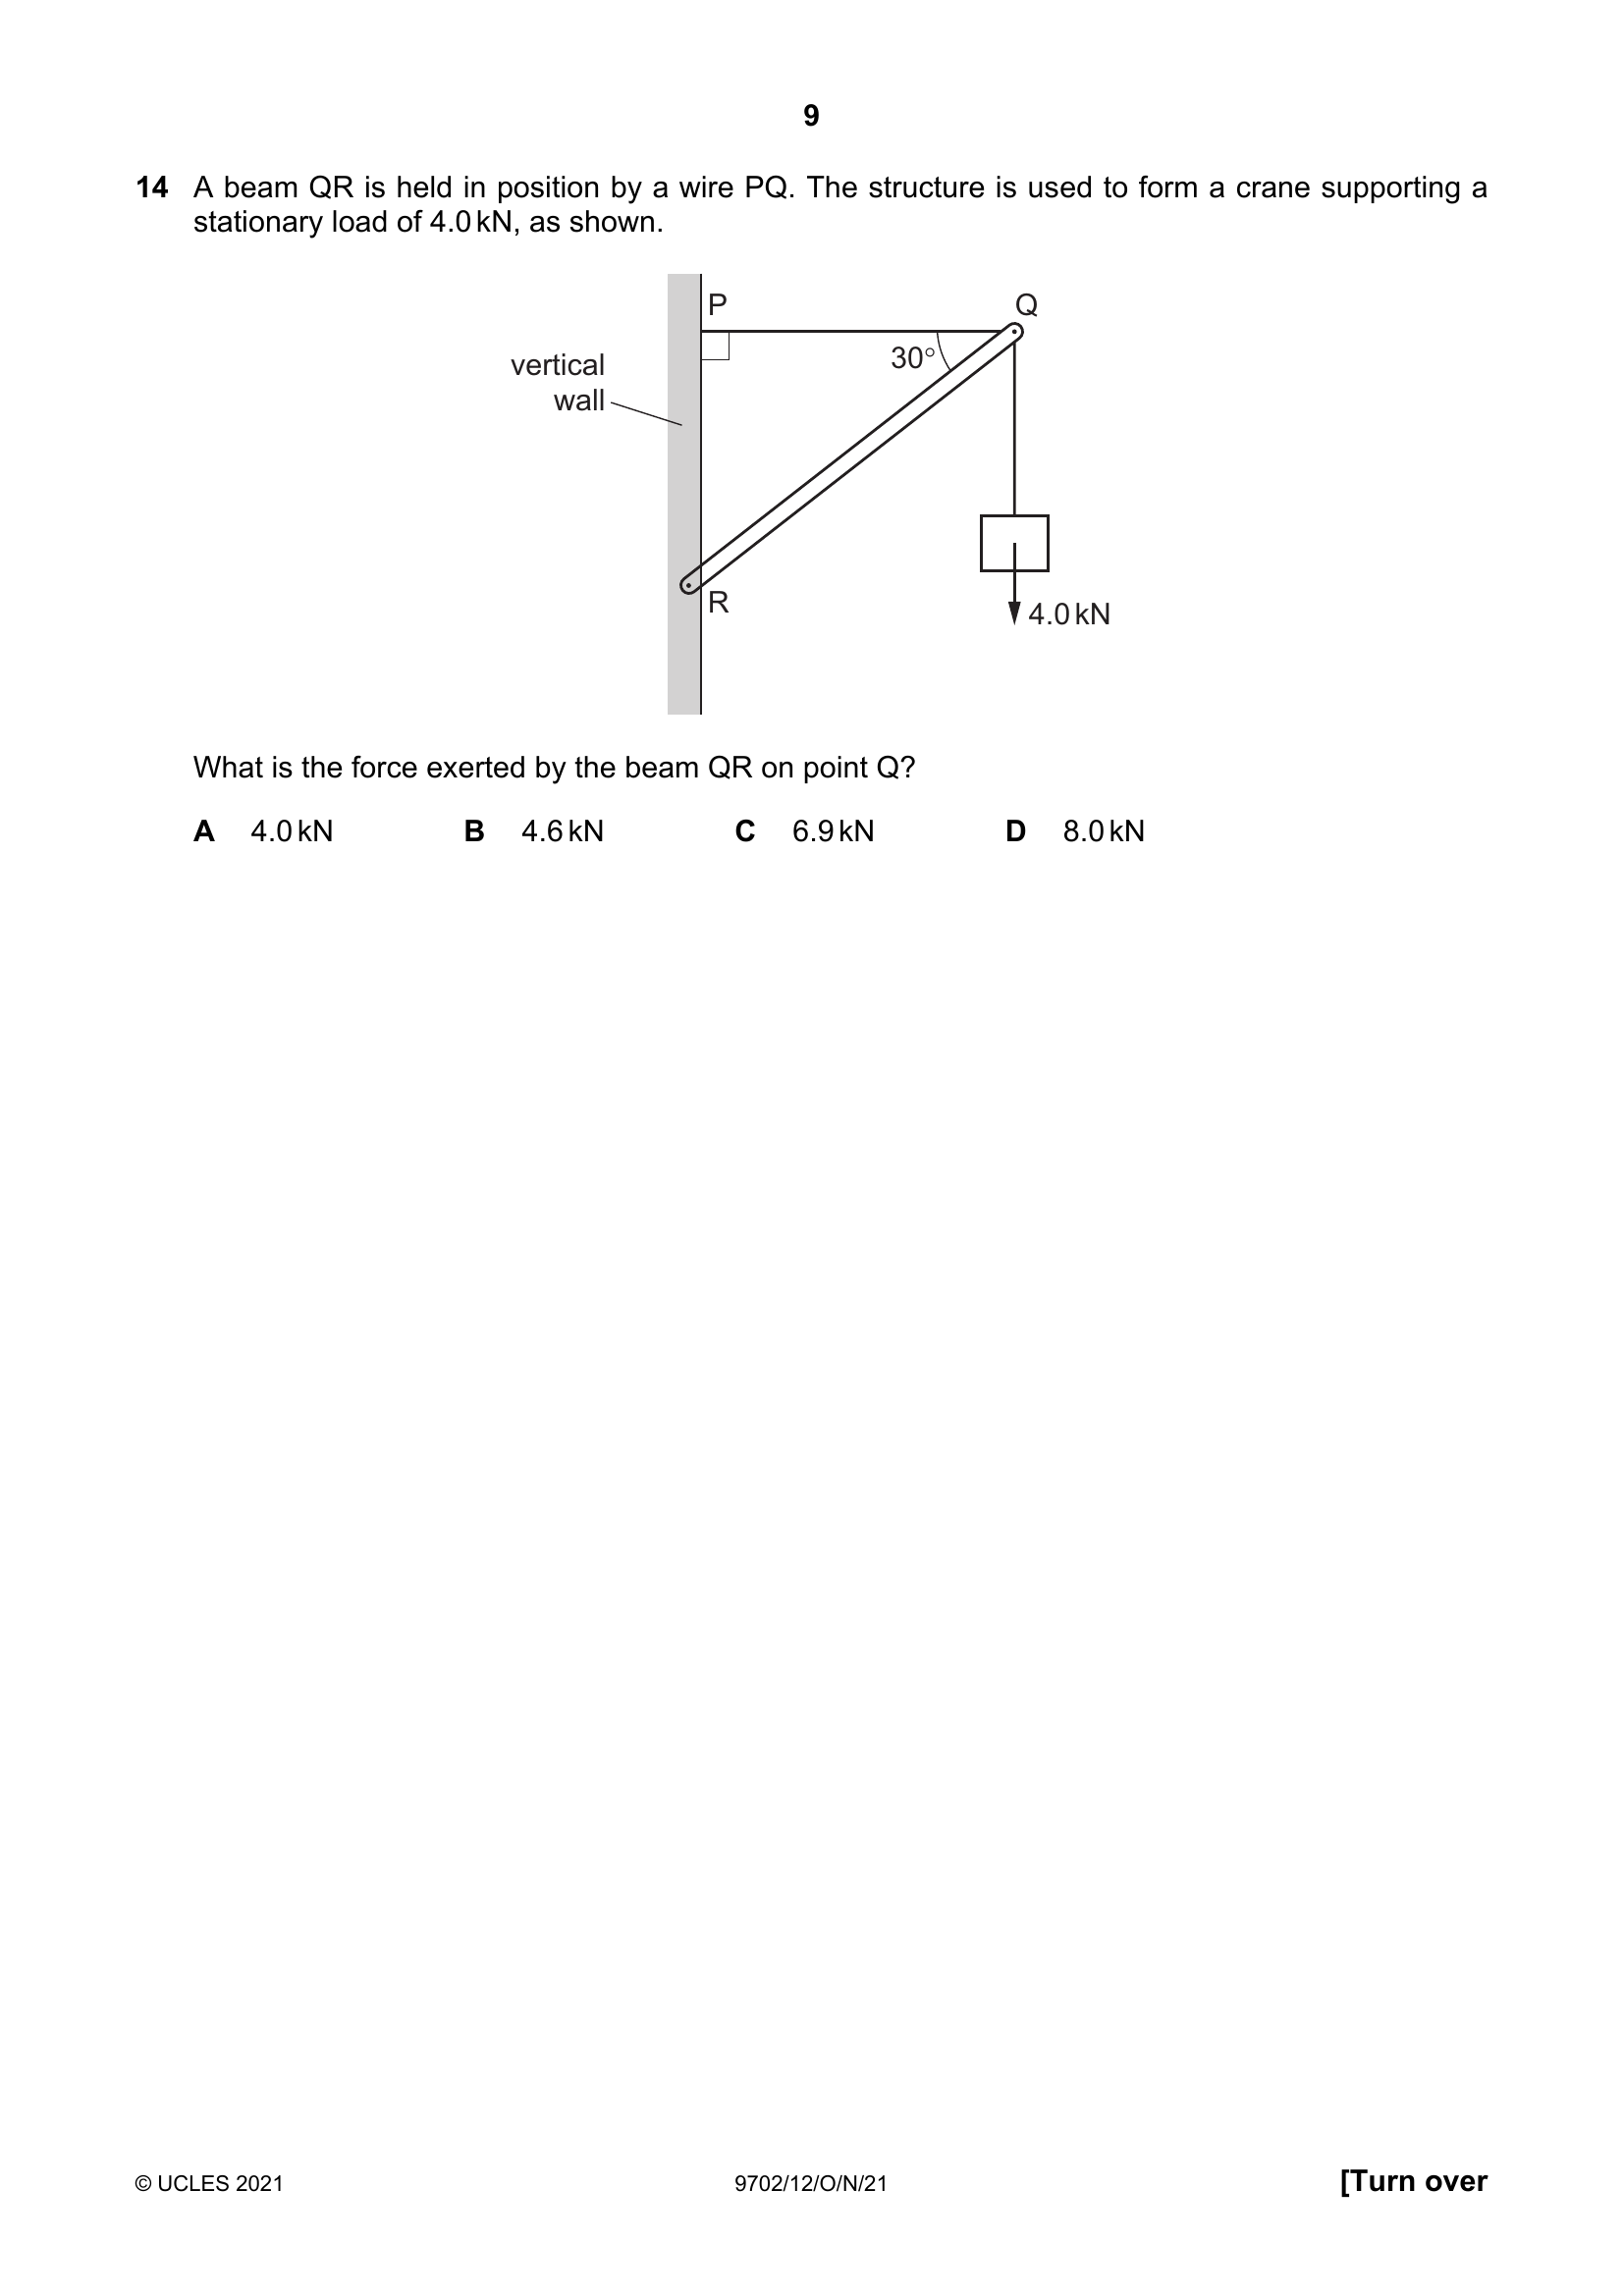 9
14 A beam QR is held in position by a wire PQ. The structure is used to form a crane supporting a
stationary load of 4.0 kN, as shown.
P
Q
vertical
wall
30°
R
4.0 kN
What is the force exerted by the beam QR on point Q?
A 4.0 kN B 4.6 kN C 6.9 kN D 8.0 kN
© UCLES 2021 9702/12/O/N/21 [Turn over